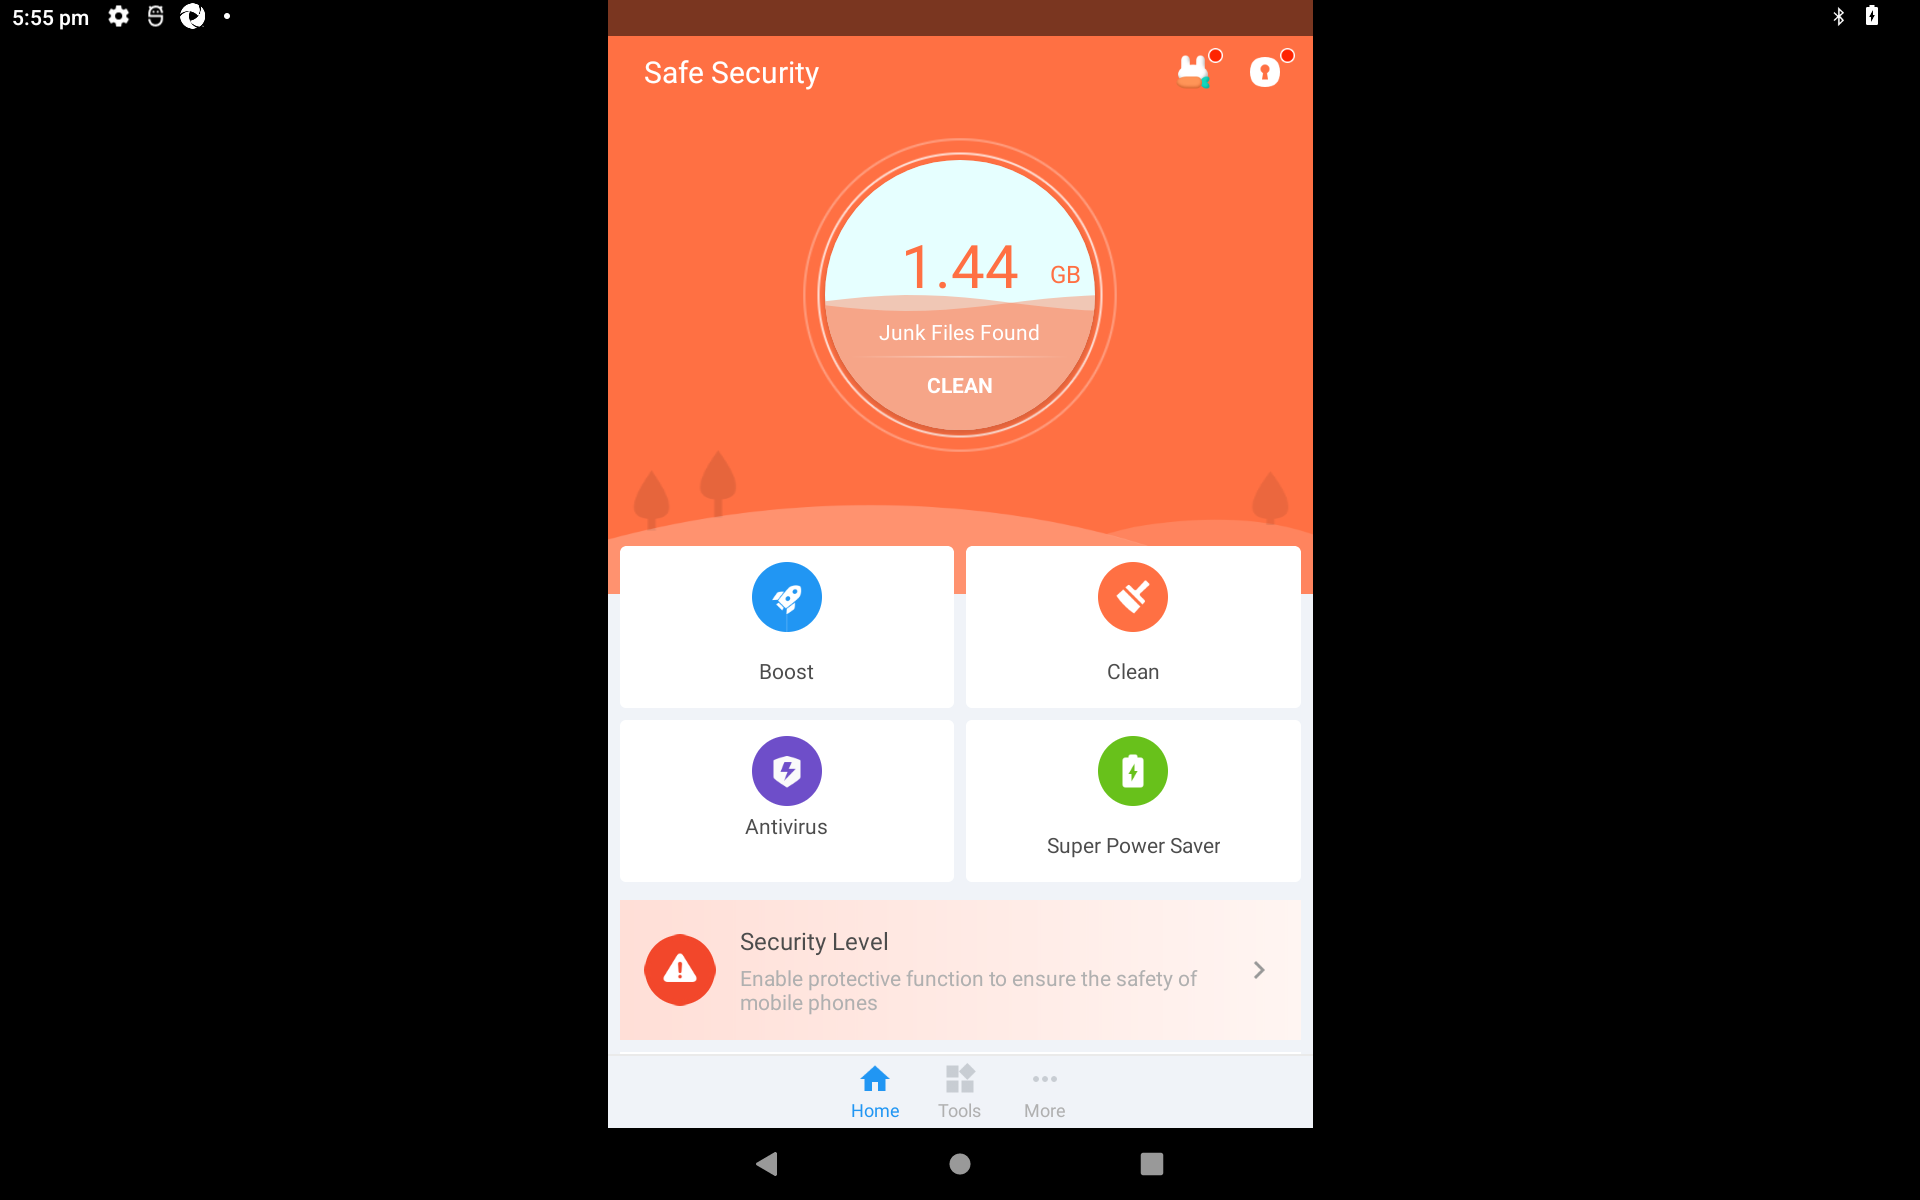 5:55 pm
Safe Security
1.44 GB
Junk Files Found
CLEAN
Boost
Clean
Antivirus
Super Power Saver
Security Level
Enable protective function to ensure the safety of
mobile phones
Home
Tools
More